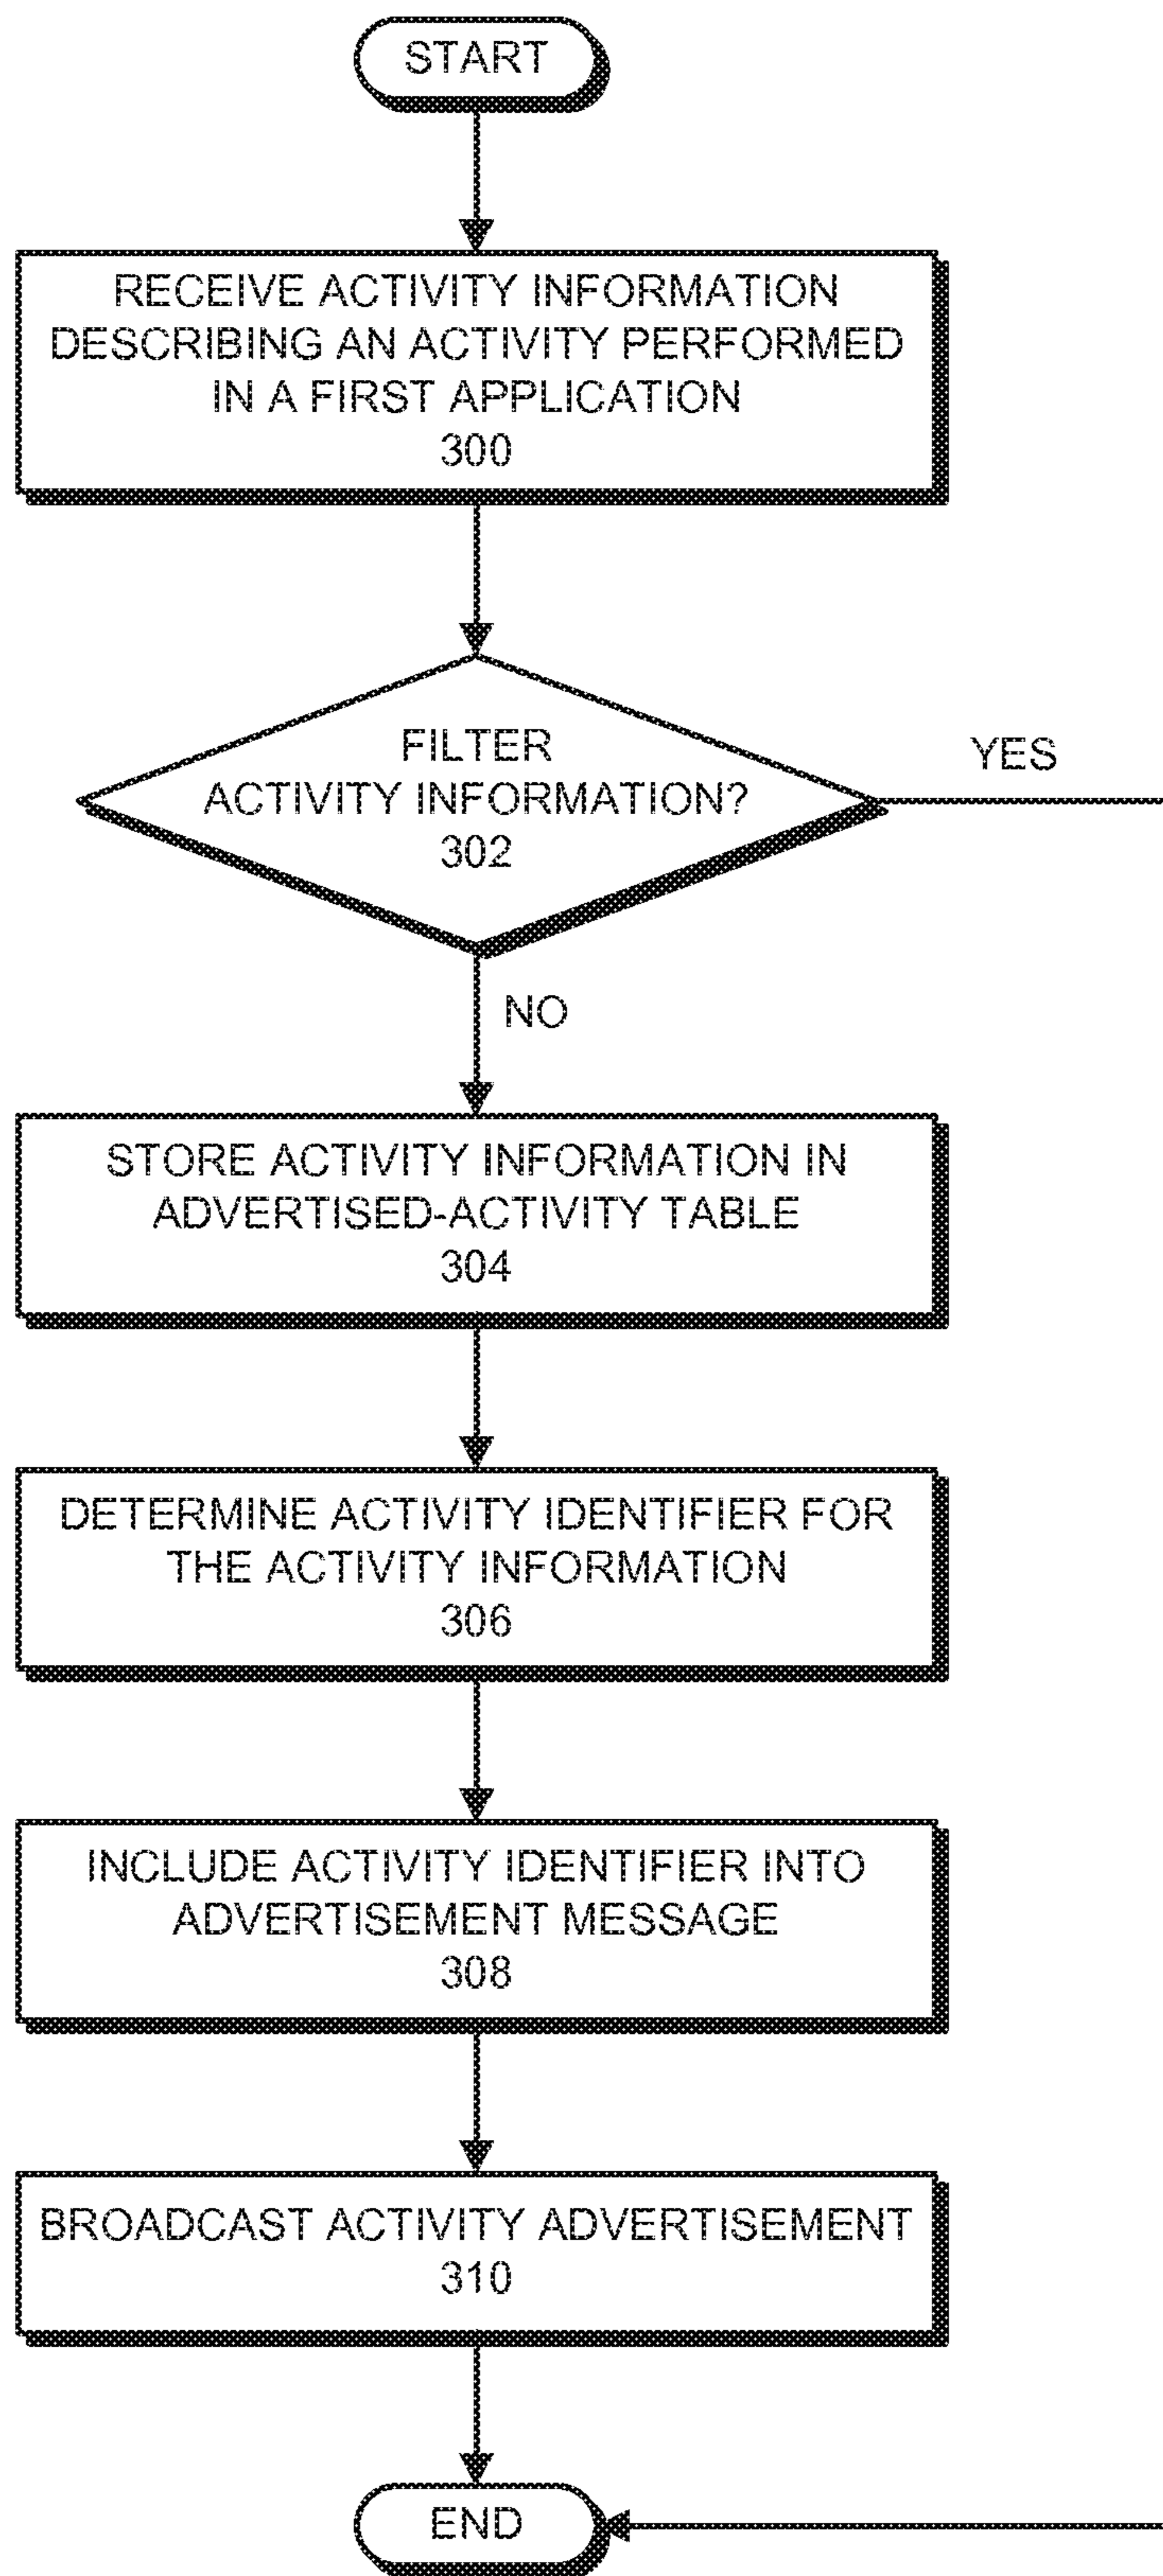 START
RECEIVE ACTIVITY INFORMATION
DESCRIBING AN ACTIVITY PERFORMED
IN A FIRST APPLICATION
300
FILTER
ACTIVITY INFORMATION?
302
YES
NO
STORE ACTIVITY INFORMATION IN
ADVERTISED-ACTIVITY TABLE
304
DETERMINE ACTIVITY IDENTIFIER FOR
THE ACTIVITY INFORMATION
306
INCLUDE ACTIVITY IDENTIFIER INTO
ADVERTISEMENT MESSAGE
308
BROADCAST ACTIVITY ADVERTISEMENT
310
END